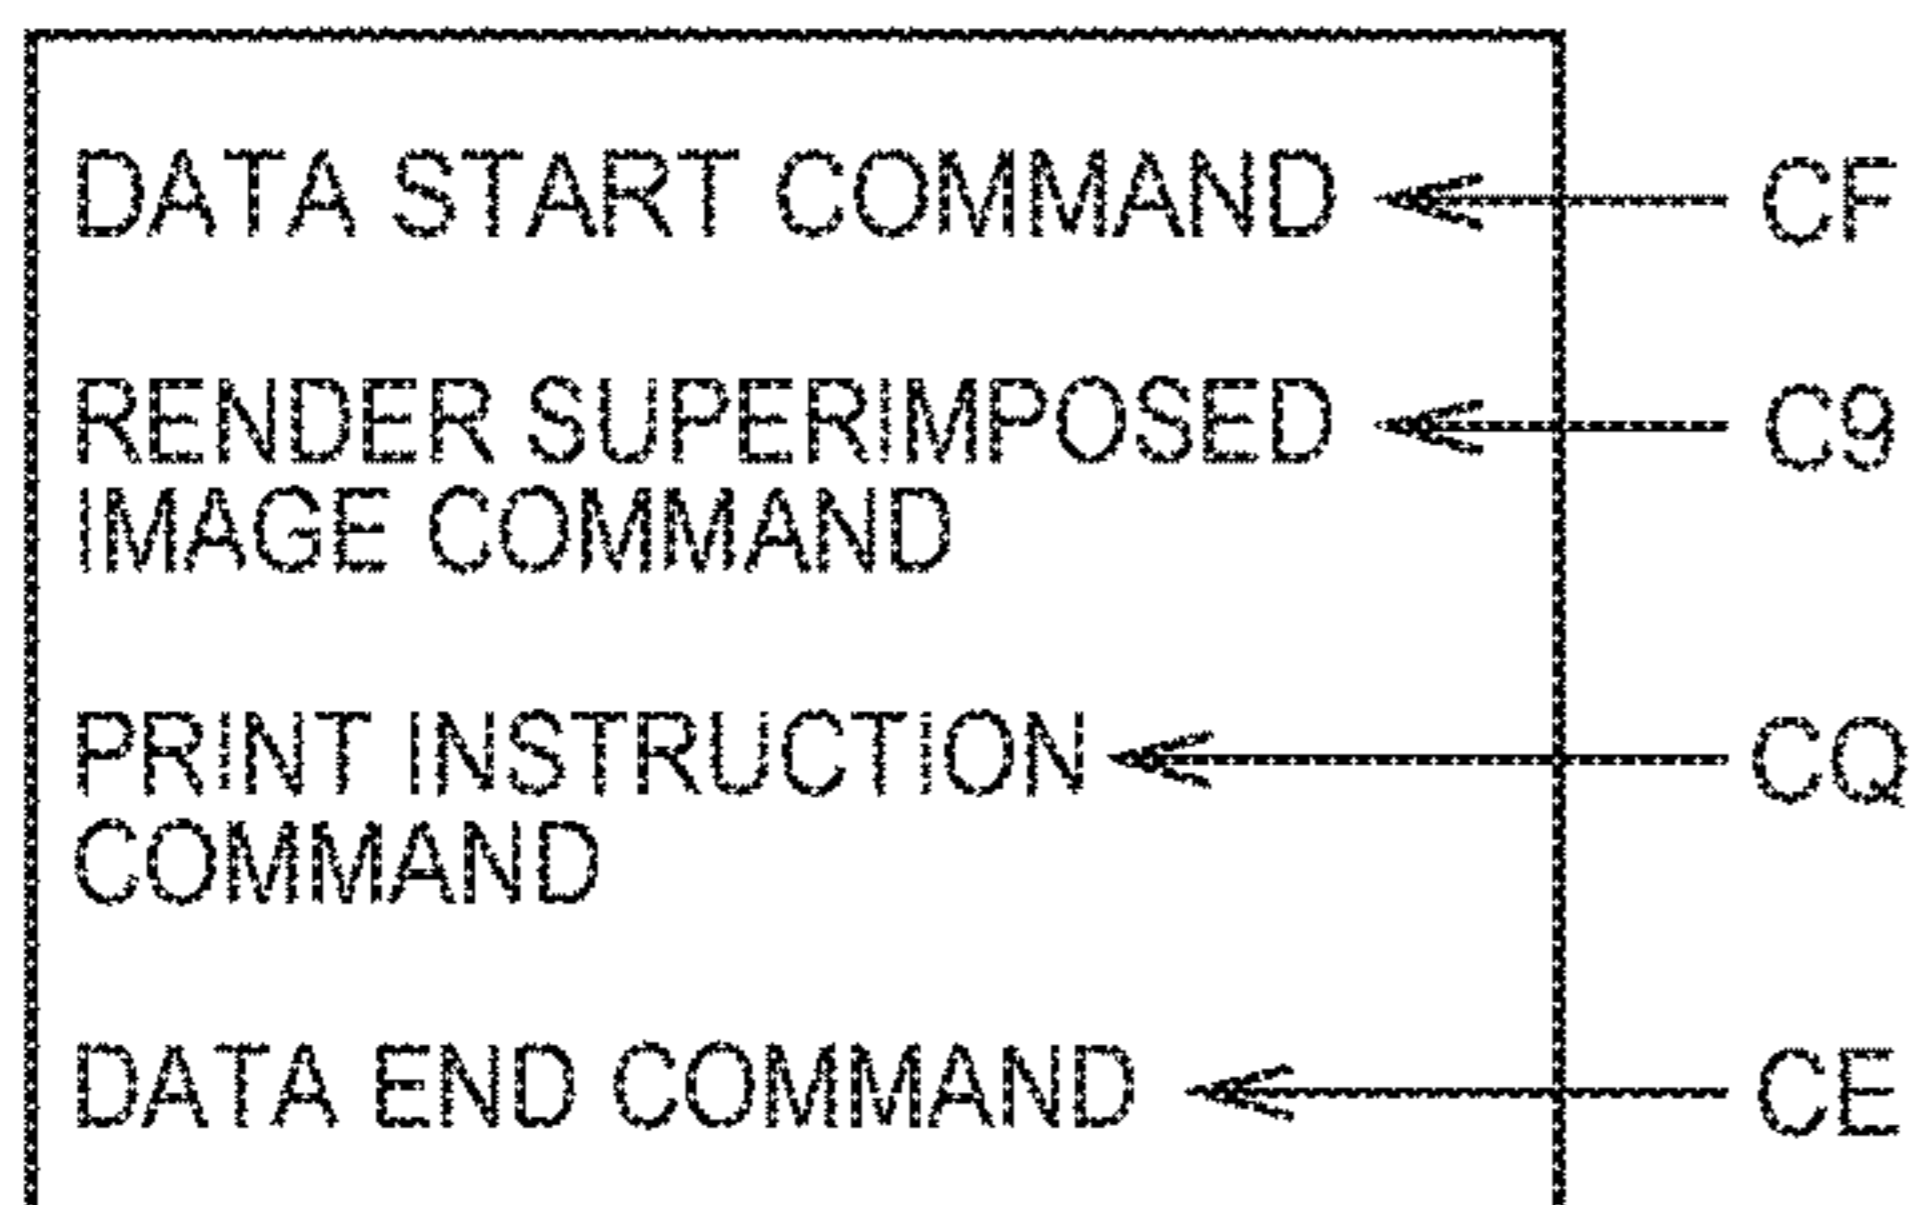 DATA START COMMAND CF
RENDER SUPERIMPOSED C9
IMAGE COMMAND
PRINT INSTRUCTION CQ
COMMAND
DATA END COMMAND CE